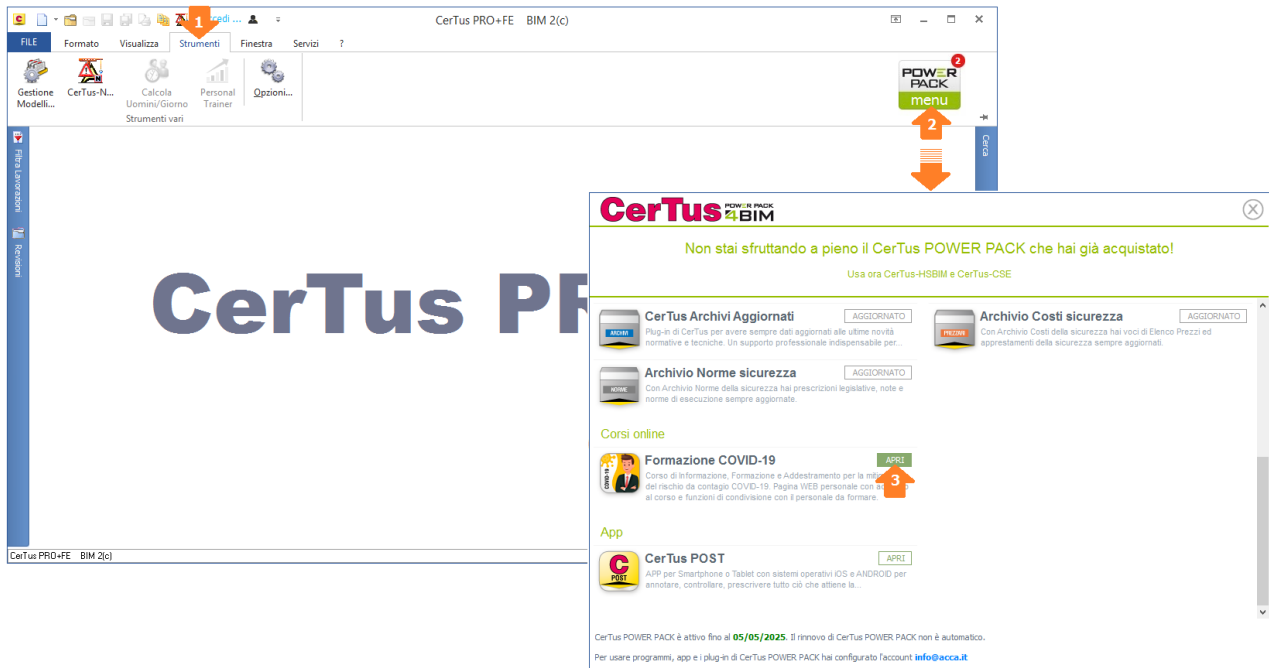 1
ccedi ...
CerTus PRO+FE BIM 2(c)
FILE Formato Visualizza Strumenti Finestra Servizi ?
Gestione Modelli...
CerTus-N...
Calcola Uomini/Giorno
Personal Trainer
Opzioni...
Strumenti vari
2
POWER
PACK
menu
2
Filtra Lavorazioni
Revisioni
Cerca
CerTus PR
CerTus PRO+FE BIM 2(c)
CerTus POWER PACK
4BIM
Non stai sfruttando a pieno il CerTus POWER PACK che hai già acquistato!
Usa ora CerTus-HSBIM e CerTus-CSE
ARCHIVI
CerTus Archivi Aggiornati AGGIORNATO
Plug-in di CerTus per avere sempre dati aggiornati alle ultime novità
normative e tecniche. Un supporto professionale indispensabile per...
PREZZARI
Archivio Costi sicurezza AGGIORNATO
Con Archivio Costi della sicurezza hai voci di Elenco Prezzi ed
apprestamenti della sicurezza sempre aggiornati.
NORME
Archivio Norme sicurezza AGGIORNATO
Con Archivio Norme della sicurezza hai prescrizioni legislative, note e
norme di esecuzione sempre aggiornate.
Corsi online
COVID-19
Formazione COVID-19 APRI
Corso di Informazione, Formazione e Addestramento per la
del rischio da contagio COVID-19. Pagina WEB personale con
al corso e funzioni di condivisione con il personale da formare.
3
App
C
POST
CerTus POST APRI
APP per Smartphone o Tablet con sistemi operativi iOS e ANDROID per
annotare, controllare, prescrivere tutto ciò che attiene la...
CerTus POWER PACK è attivo fino al 05/05/2025. Il rinnovo di CerTus POWER PACK non è automatico.
Per usare programmi, app e i plug-in di CerTus POWER PACK hai configurato l'account info@acca.it